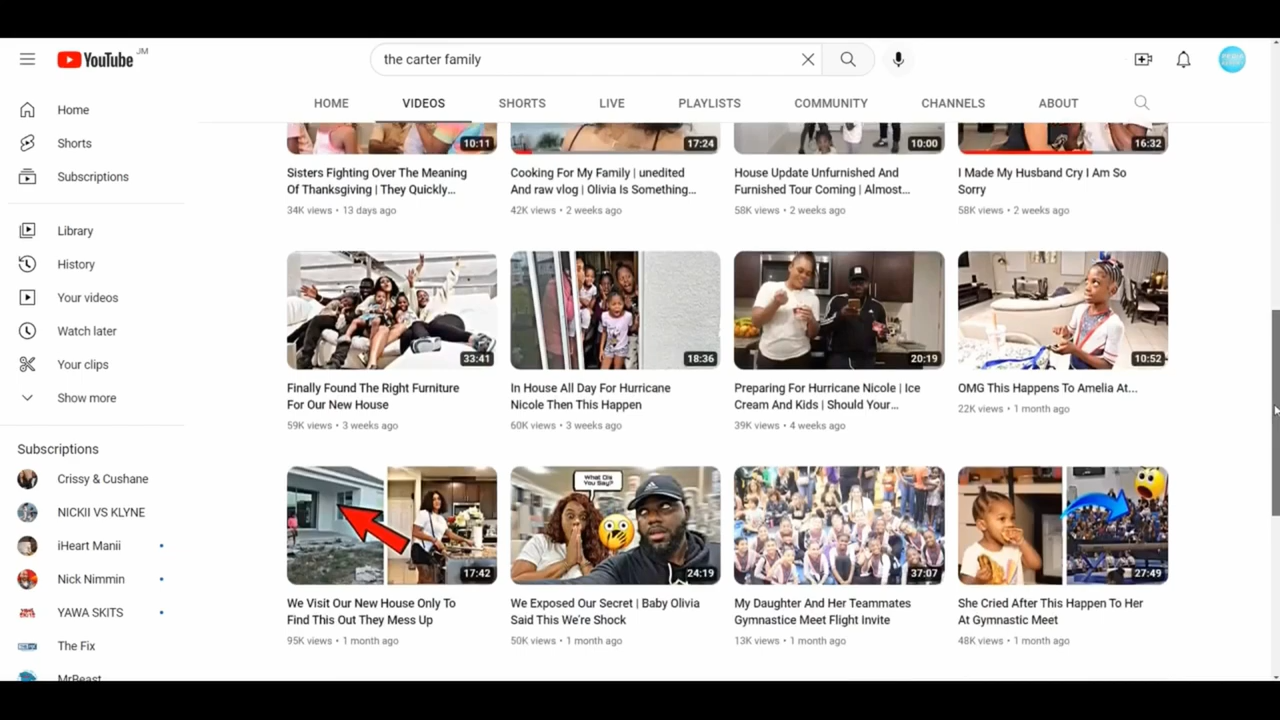 YouTube JM
the carter family
HOME VIDEOS SHORTS LIVE PLAYLISTS COMMUNITY CHANNELS ABOUT
Home
Shorts
Subscriptions
Library
History
Your videos
Watch later
Your clips
Show more
Subscriptions
Crissy & Cushane
NICKII VS KLYNE
iHeart Manii
Nick Nimmin
YAWA SKITS
The Fix
MrBeast
10:11
Sisters Fighting Over The Meaning
Of Thanksgiving | They Quickly...
34K views • 13 days ago
17:24
Cooking For My Family | unedited
And raw vlog | Olivia Is Something...
42K views • 2 weeks ago
10:00
House Update Unfurnished And
Furnished Tour Coming | Almost...
58K views • 2 weeks ago
16:32
I Made My Husband Cry I Am So
Sorry
58K views • 2 weeks ago
33:41
Finally Found The Right Furniture
For Our New House
59K views • 3 weeks ago
18:36
In House All Day For Hurricane
Nicole Then This Happen
60K views • 3 weeks ago
20:19
Preparing For Hurricane Nicole | Ice
Cream And Kids | Should Your...
39K views • 4 weeks ago
10:52
OMG This Happens To Amelia At...
22K views • 1 month ago
17:42
We Visit Our New House Only To
Find This Out They Mess Up
95K views • 1 month ago
What Did
You Say?
24:19
We Exposed Our Secret | Baby Olivia
Said This We're Shock
50K views • 1 month ago
37:07
My Daughter And Her Teammates
Gymnastice Meet Flight Invite
13K views • 1 month ago
27:49
She Cried After This Happen To Her
At Gymnastic Meet
48K views • 1 month ago